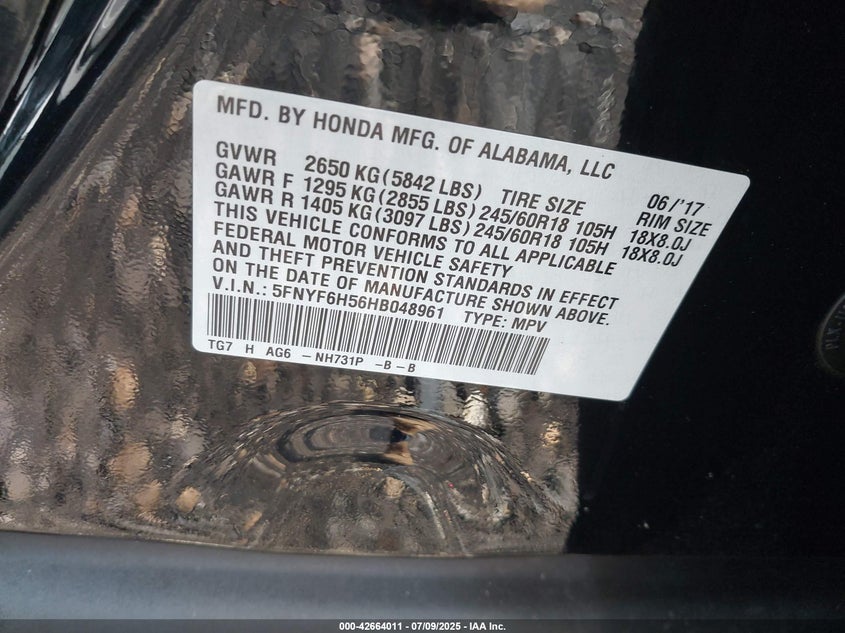 MFD. BY HONDA MFG. OF ALABAMA, LLC
06/'17
GVWR 2650 KG(5842 LBS) TIRE SIZE RIM SIZE
GAWR F 1295 KG(2855 LBS) 245/60R18 105H 18X8.0J
GAWR R 1405 KG(3097 LBS) 245/60R18 105H 18X8.0J
THIS VEHICLE CONFORMS TO ALL APPLICABLE
FEDERAL MOTOR VEHICLE SAFETY
AND THEFT PREVENTION STANDARDS IN EFFECT
ON THE DATE OF MANUFACTURE SHOWN ABOVE.
V.I.N.: 5FNYF6H56HB048961 TYPE: MPV
TG7 H AG6 - NH731P - B - B
000-42664011 / 07/09/2025 - IAA Inc.